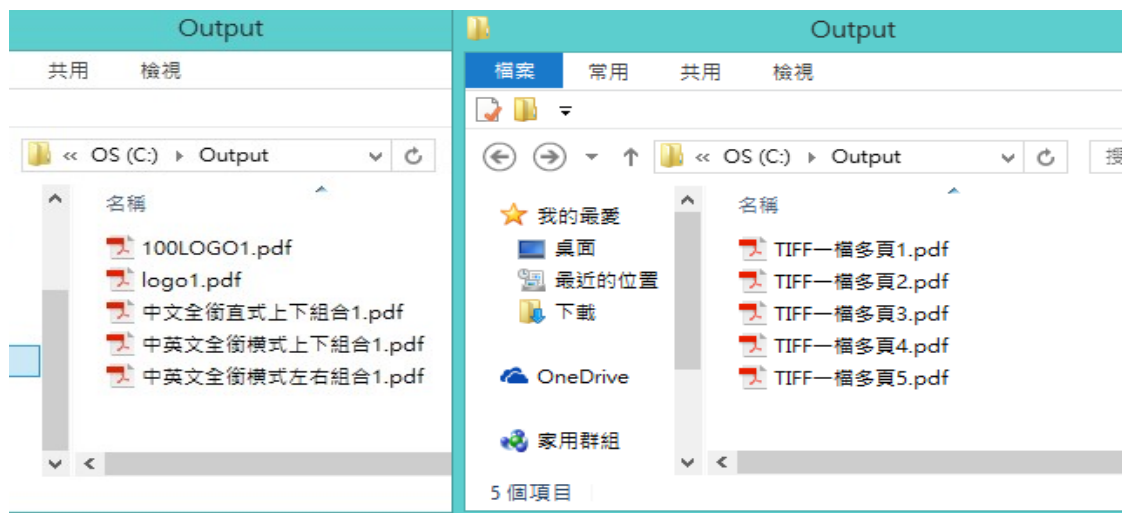 Output
共用 檢視
« OS (C:) Output
名稱
100LOGO1.pdf
logo1.pdf
中文全銜直式上下組合1.pdf
中英文全銜橫式上下組合1.pdf
中英文全銜橫式左右組合1.pdf
Output
檔案 常用 共用 檢視
« OS (C:) Output 搜
我的最愛
桌面
最近的位置
下載
OneDrive
家用群組
名稱
TIFF一檔多頁1.pdf
TIFF一檔多頁2.pdf
TIFF一檔多頁3.pdf
TIFF一檔多頁4.pdf
TIFF一檔多頁5.pdf
5 個項目